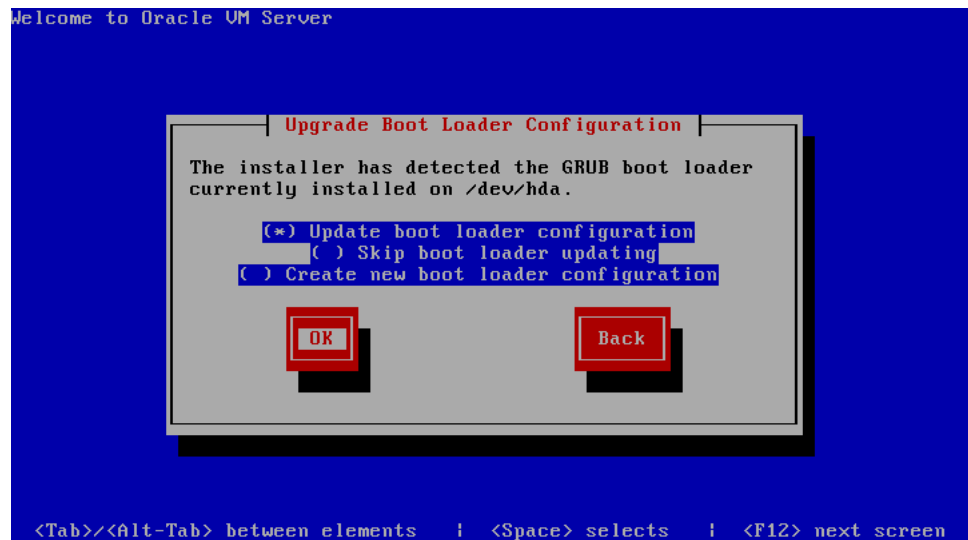 Welcome to Oracle VM Server
Upgrade Boot Loader Configuration
The installer has detected the GRUB boot loader
currently installed on /dev/hda.
(*) Update boot loader configuration
( ) Skip boot loader updating
( ) Create new boot loader configuration
OK Back
<Tab>/<Alt-Tab> between elements | <Space> selects | <F12> next screen